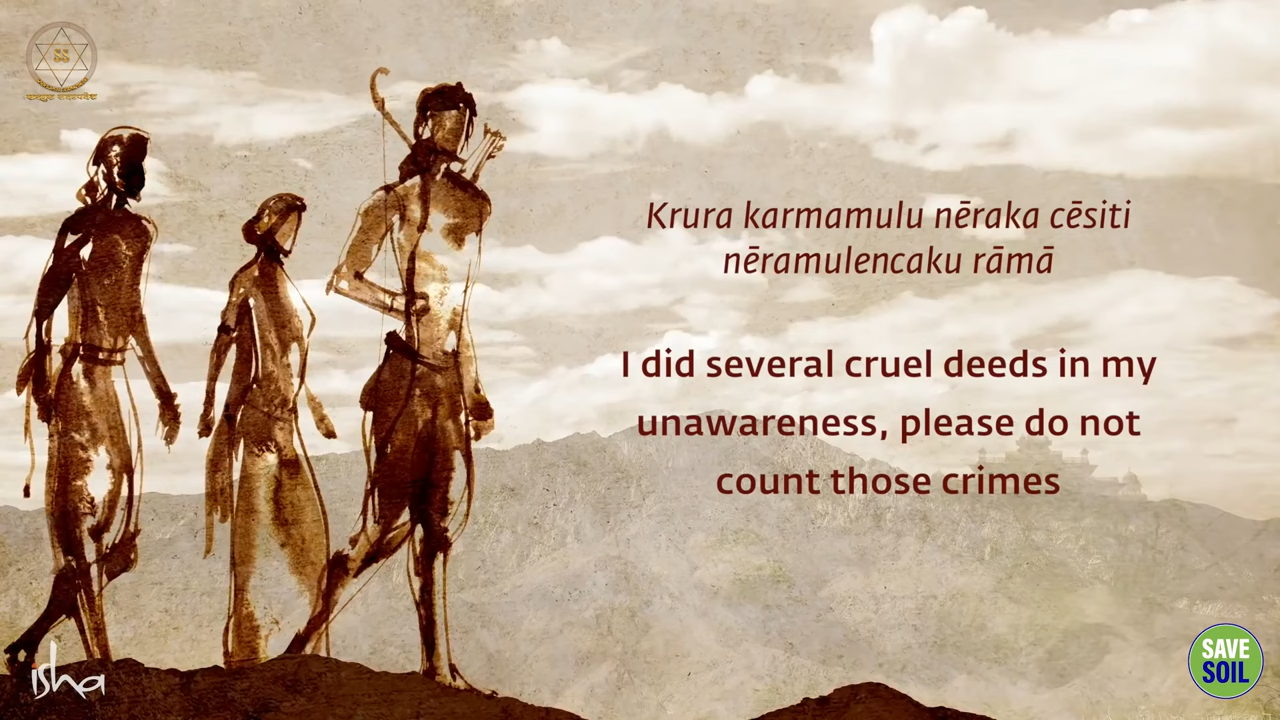 Krura karmamulu nēraka cēsiti
nēramulencaku rāmā
I did several cruel deeds in my
unawareness, please do not
count those crimes
isha
SAVE
SOIL